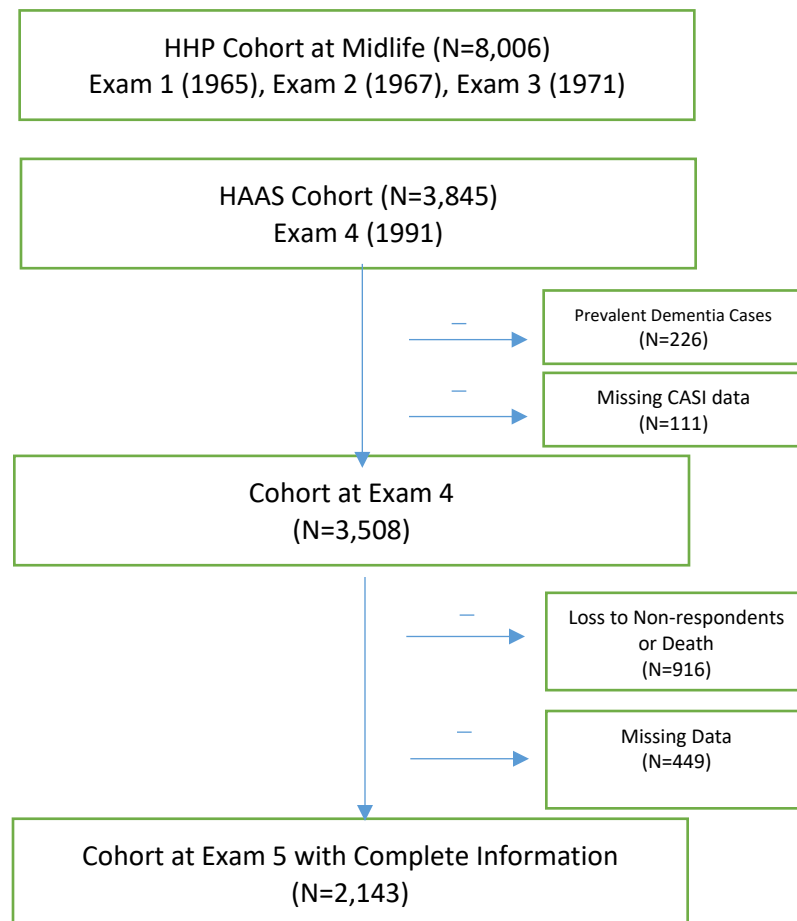 HHP Cohort at Midlife (N=8,006)
Exam 1 (1965), Exam 2 (1967), Exam 3 (1971)
HAAS Cohort (N=3,845)
Exam 4 (1991)
Prevalent Dementia Cases
(N=226)
Missing CASI data
(N=111)
Cohort at Exam 4
(N=3,508)
Loss to Non-respondents
or Death
(N=916)
Missing Data
(N=449)
Cohort at Exam 5 with Complete Information
(N=2,143)